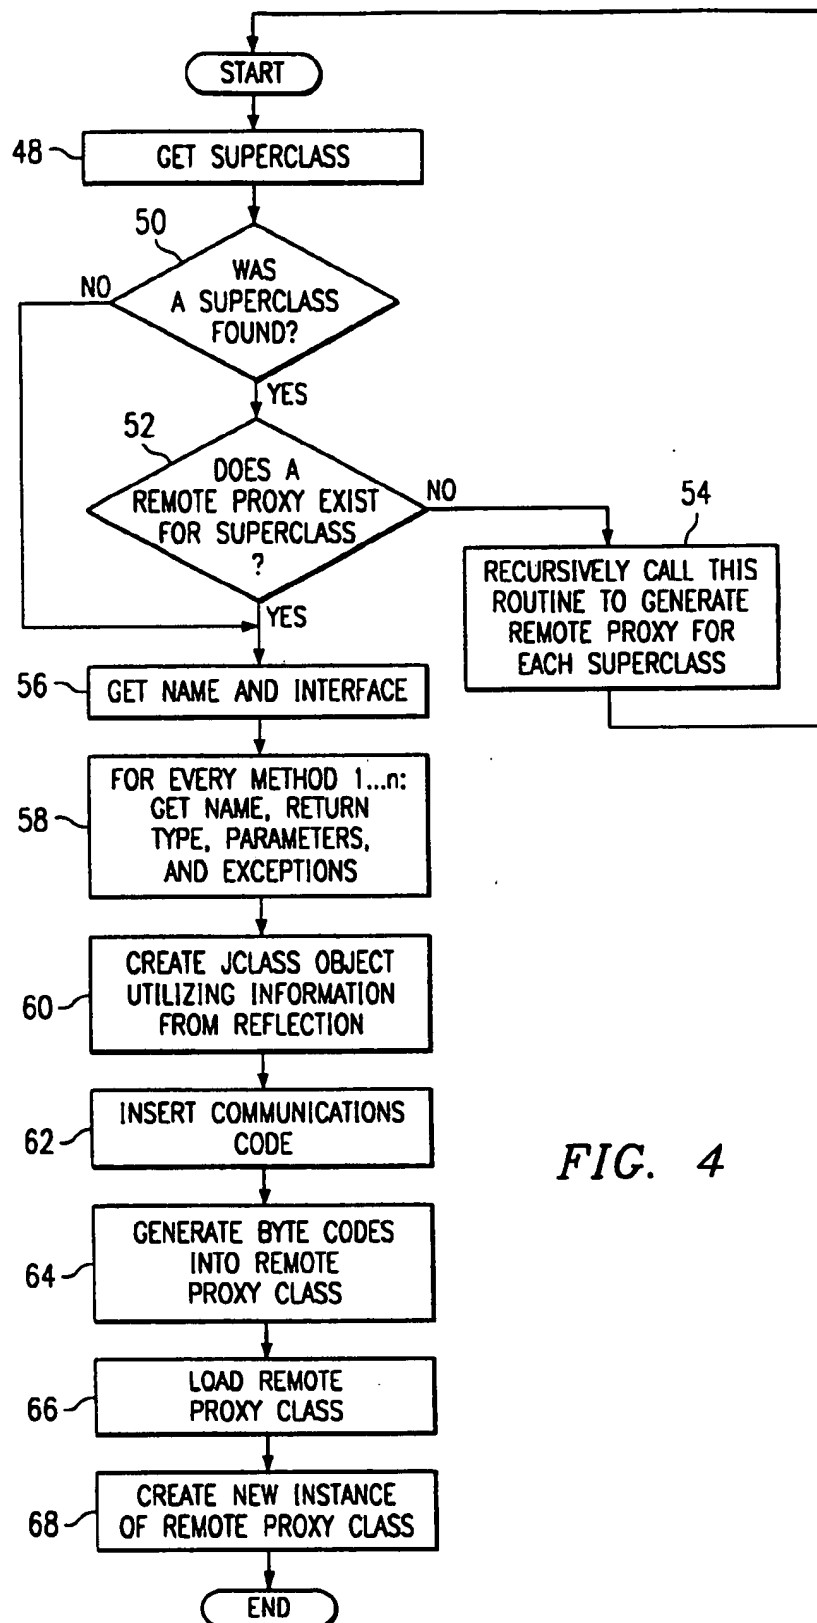 START
48
GET SUPERCLASS
50
NO
WAS
A SUPERCLASS
FOUND?
YES
52
DOES A
REMOTE PROXY EXIST
FOR SUPERCLASS
?
NO
YES
54
RECURSIVELY CALL THIS
ROUTINE TO GENERATE
REMOTE PROXY FOR
EACH SUPERCLASS
56
GET NAME AND INTERFACE
58
FOR EVERY METHOD 1...n:
GET NAME, RETURN
TYPE, PARAMETERS,
AND EXCEPTIONS
60
CREATE JCLASS OBJECT
UTILIZING INFORMATION
FROM REFLECTION
62
INSERT COMMUNICATIONS
CODE
FIG. 4
64
GENERATE BYTE CODES
INTO REMOTE
PROXY CLASS
66
LOAD REMOTE
PROXY CLASS
68
CREATE NEW INSTANCE
OF REMOTE PROXY CLASS
END